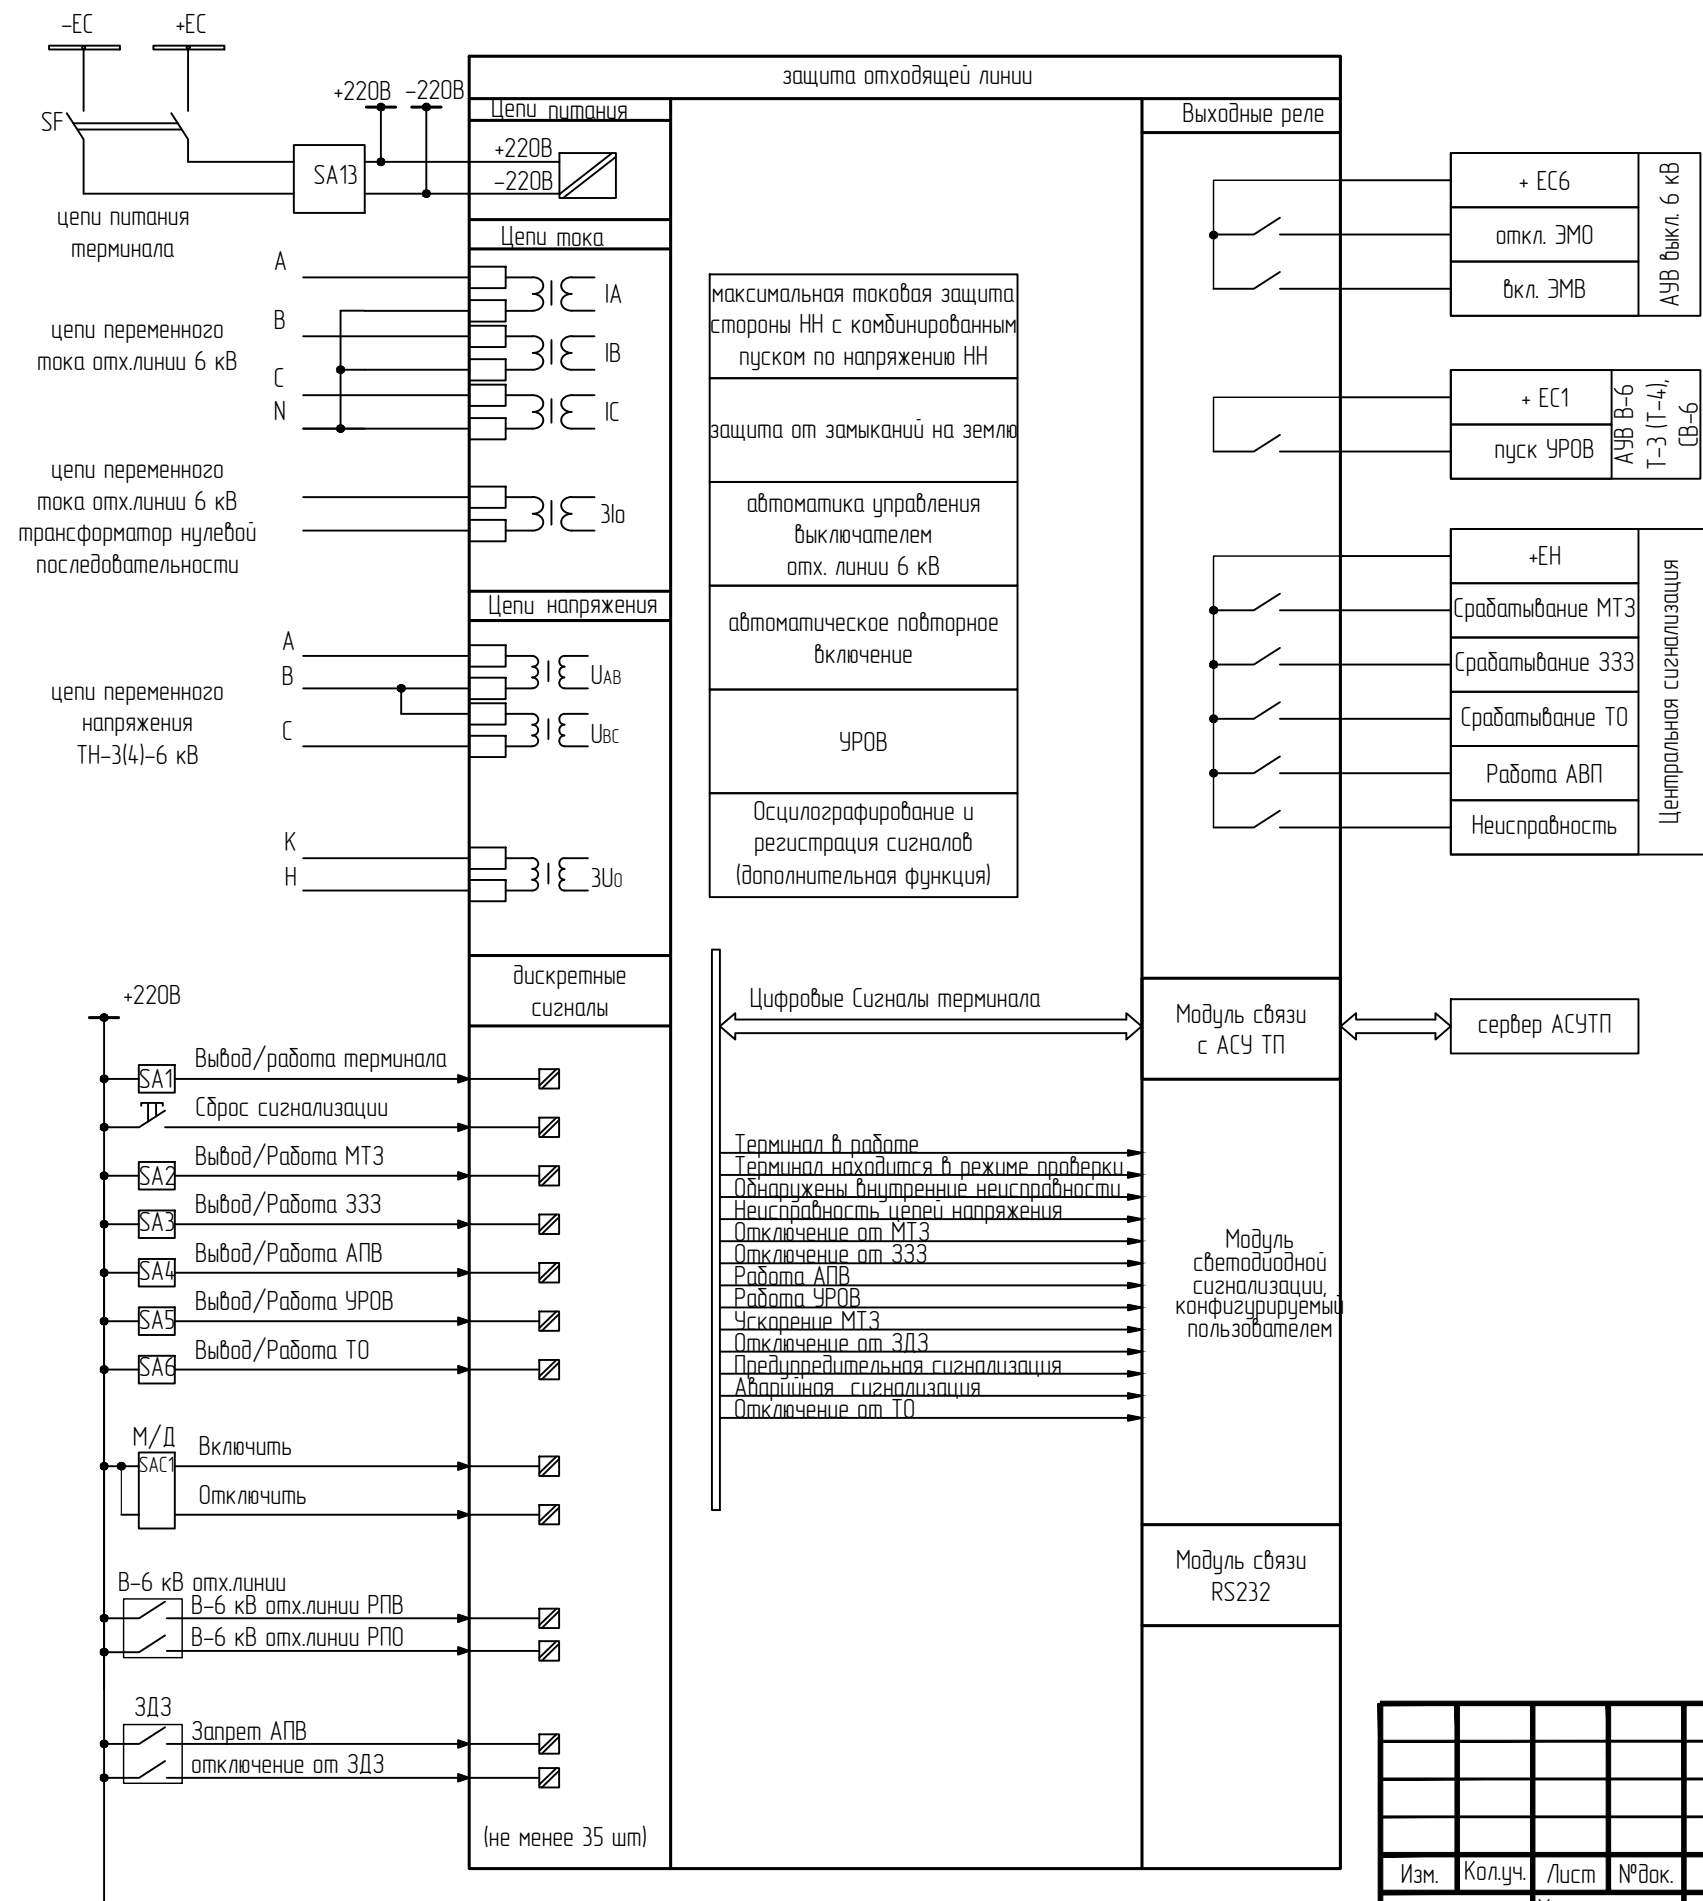 –ЕС
+ЕС
SF
+220В
–220В
SA13
цепи питания
терминала
защита отходящей линии
Цепи питания
+220В
–220В
Цепи тока
A
B
C
N
цепи переменного
тока отх.линии 6 кВ
IA
IB
IC
цепи переменного
тока отх.линии 6 кВ
трансформатор нулевой
последовательности
3Io
Цепи напряжения
A
B
C
цепи переменного
напряжения
ТН–3(4)–6 кВ
UAB
UBC
К
Н
3U0
дискретные
сигналы
+220В
SA1
Вывод/работа терминала
Сброс сигнализации
SA2
Вывод/Работа МТЗ
SA3
Вывод/Работа ЗЗЗ
SA4
Вывод/Работа АПВ
SA5
Вывод/Работа УРОВ
SA6
Вывод/Работа ТО
М/Д
SAC1
Включить
Отключить
В–6 кВ отх.линии
В–6 кВ отх.линии РПВ
В–6 кВ отх.линии РПО
ЗДЗ
Запрет АПВ
отключение от ЗДЗ
(не менее 35 шт)
максимальная токовая защита
стороны НН с комбинированным
пуском по напряжению НН
защита от замыканий на землю
автоматика управления
выключателем
отх. линии 6 кВ
автоматическое повторное
включение
УРОВ
Осцилографирование и
регистрация сигналов
(дополнительная функция)
Цифровые Сигналы терминала
Терминал в работе
Терминал находится в режиме проверки
Обнаружены внутренние неисправности
Неисправность цепей напряжения
Отключение от МТЗ
Отключение от ЗЗЗ
Работа АПВ
Работа УРОВ
Ускорение МТЗ
Отключение от ЗДЗ
Предупредительная сигнализация
Аварийная сигнализация
Отключение от ТО
Выходные реле
Модуль связи
с АСУ ТП
Модуль
светодиодной
сигнализации,
конфигурируемый
пользователем
Модуль связи
RS232
+ ЕС6
откл. ЭМО
вкл. ЭМВ
АУВ выкл. 6 кВ
+ ЕС1
пуск УРОВ
АУВ В–6
Т–3 (Т–4),
СВ–6
+ЕН
Срабатывание МТЗ
Срабатывание ЗЗЗ
Срабатывание ТО
Работа АВП
Неисправность
Центральная сигнализация
сервер АСУТП
Изм.
Кол.уч.
Лист
№док.